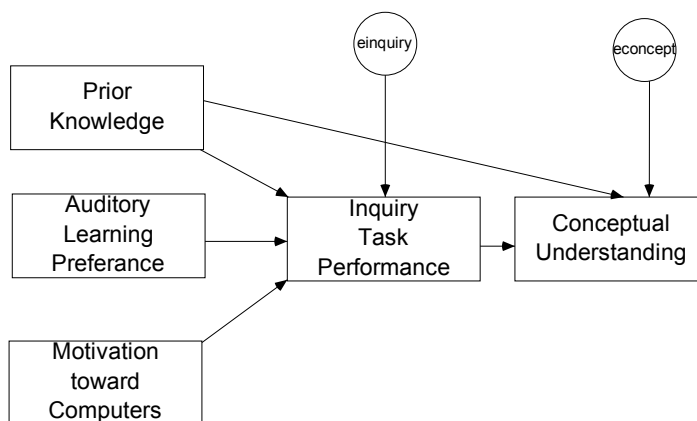 einquiry
econcept
Prior
Knowledge
Auditory
Learning
Preferance
Inquiry
Task
Performance
Conceptual
Understanding
Motivation
toward
Computers